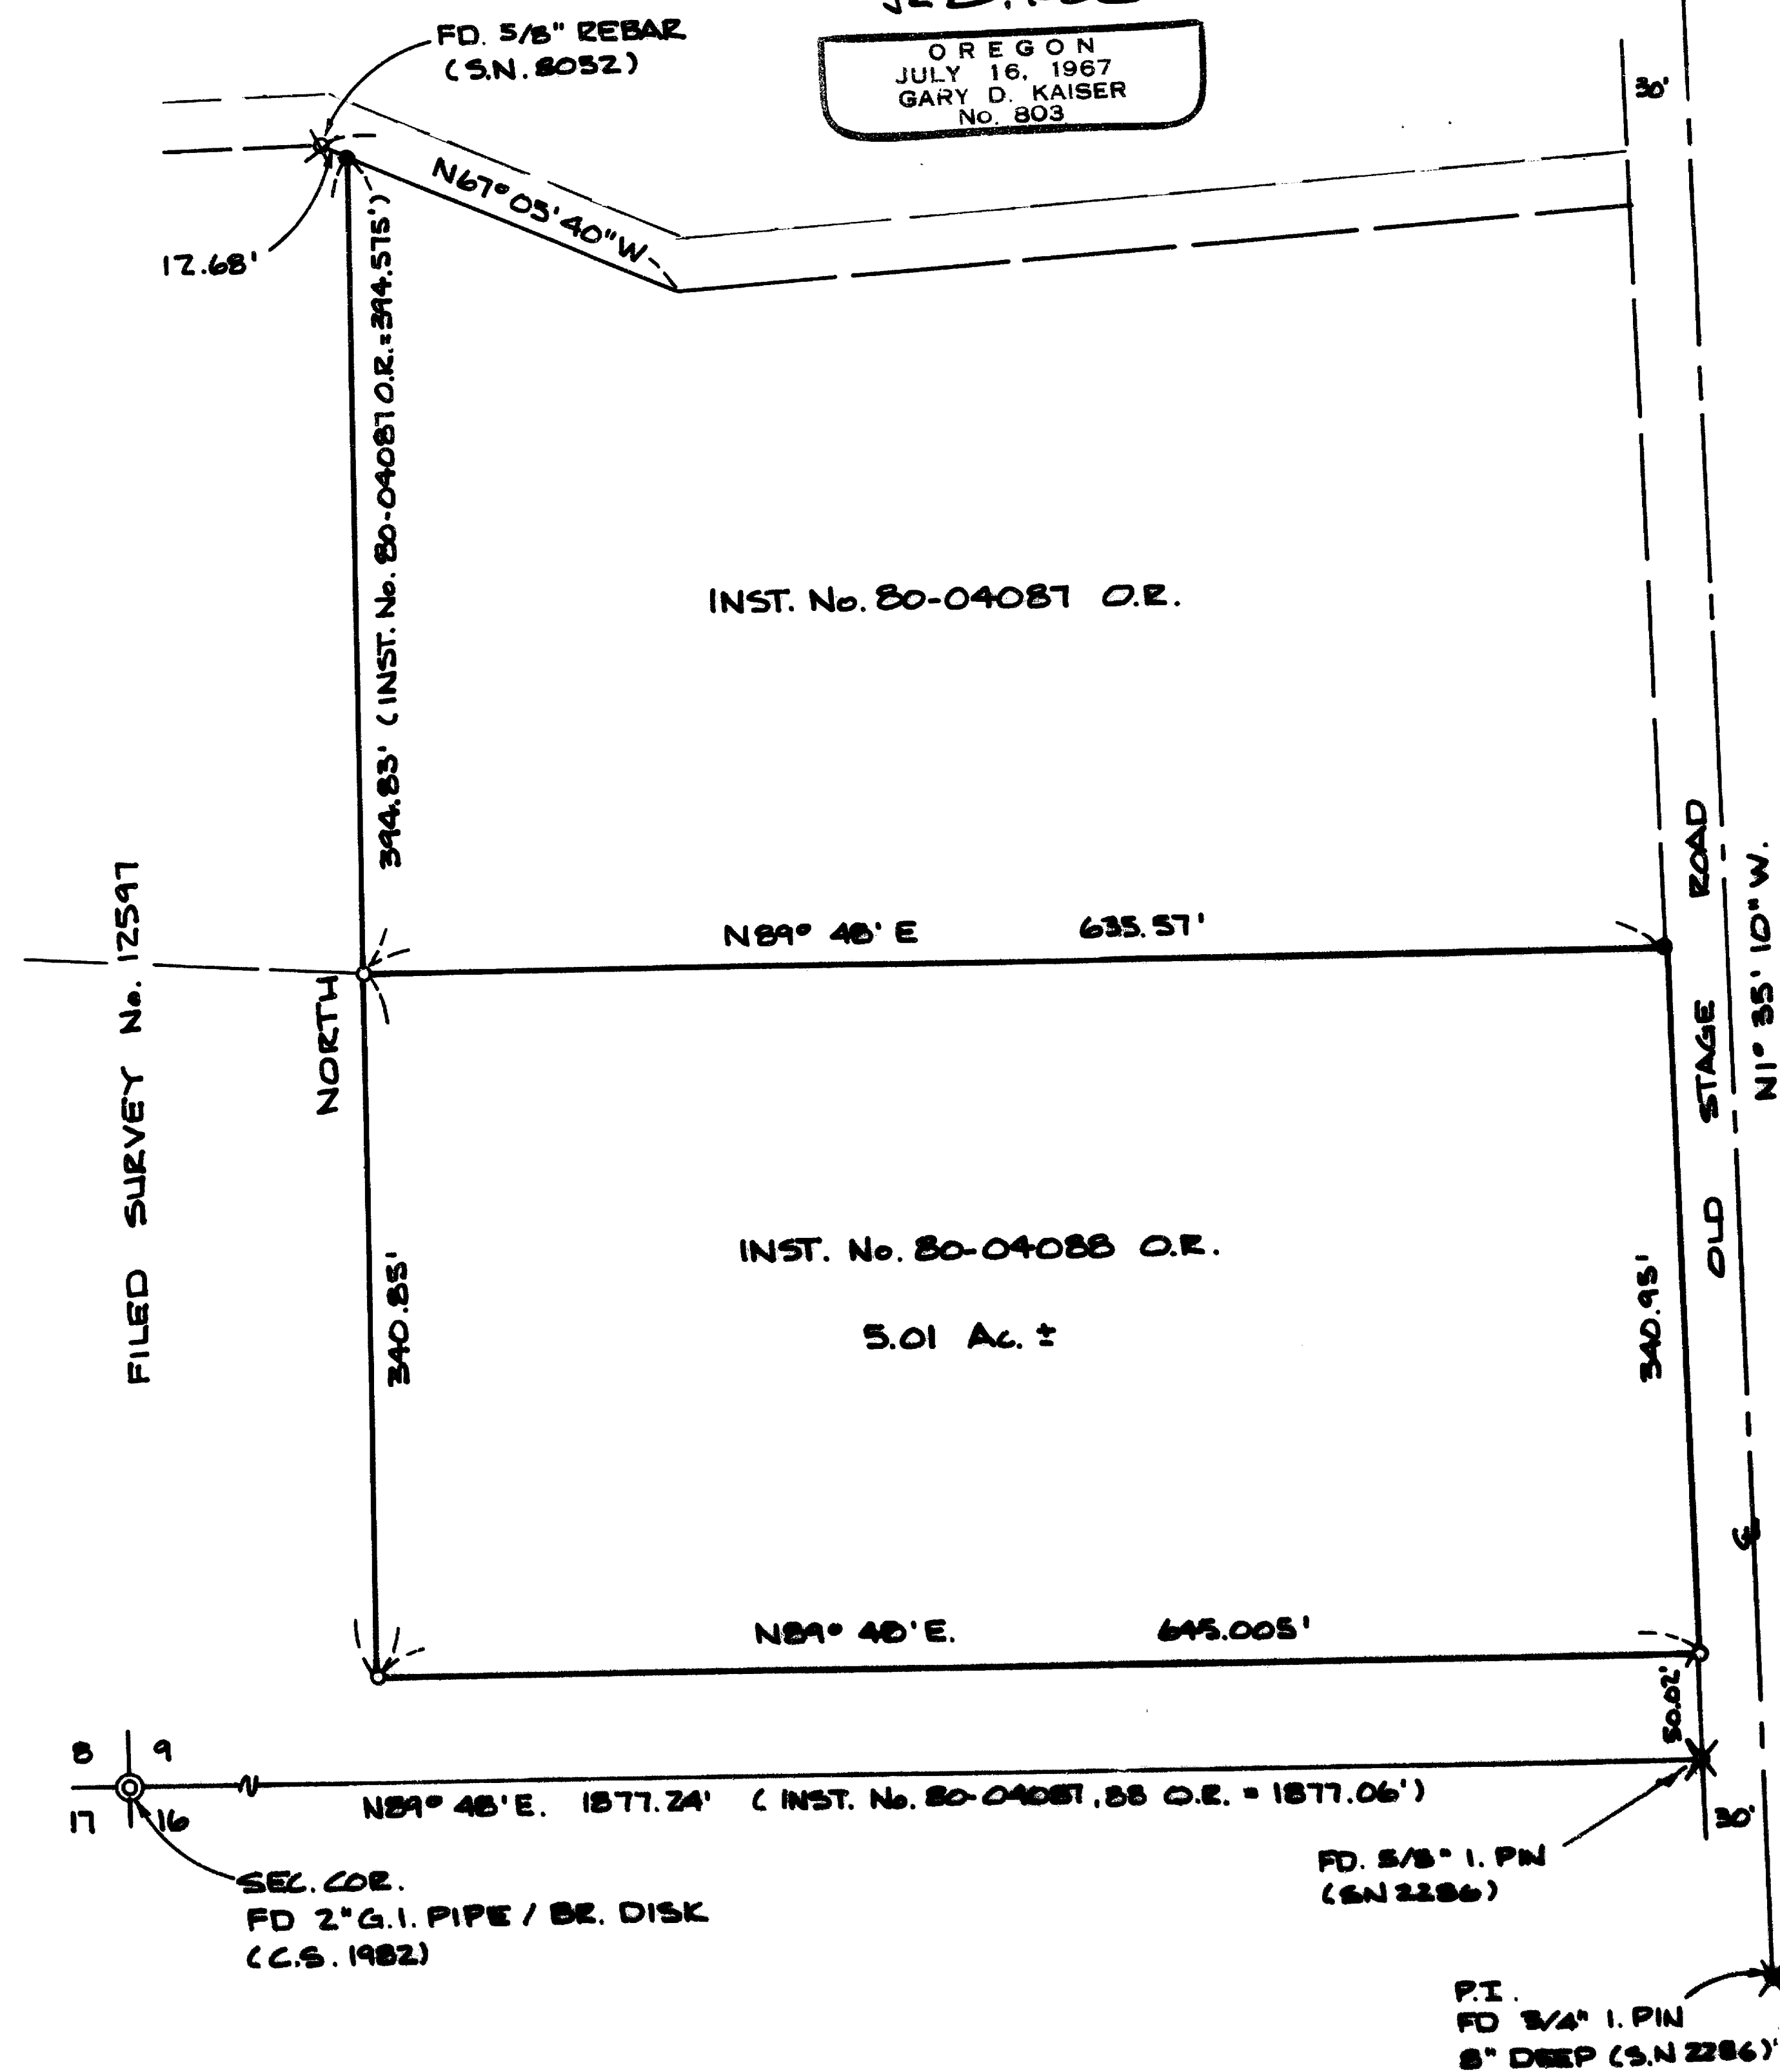 FD. 5/8" REBAR
(S.N. 8052)
OREGON
JULY 16, 1967
GARY D. KAISER
No. 803
30'
N67° 05' 40" W
12.68'
394.83' (INST. No. 80-04087 O.R. = 394.575')
INST. No. 80-04087 O.R.
FILED SURVEY No. 12597
NORTH
N89° 48' E 635.57'
OLD STAGE ROAD
N1° 35' 10" W.
INST. No. 80-04088 O.R.
5.01 Ac. ±
340.85'
340.95'
N89° 48' E. 645.005'
50.02'
8 9
17 16
N89° 48' E. 1877.24' (INST. No. 80-04087,88 O.R. = 1877.06')
30'
SEC. COR.
FD 2" G.I. PIPE / BR. DISK
(C.S. 1982)
FD. 5/8" I. PIN
(SN 2286)
P.I.
FD 3/4" I. PIN
8" DEEP (S.N 2286)